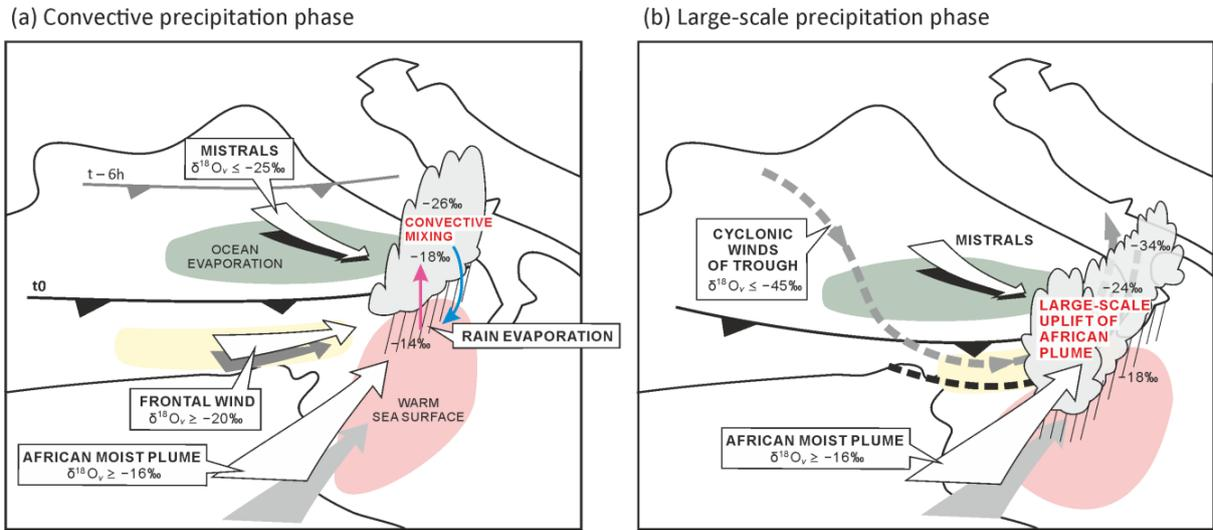 (a) Convective precipitation phase
MISTRALS
δ¹⁸Oᵥ ≤ −25‰
t – 6h
−26‰
CONVECTIVE
MIXING
OCEAN
EVAPORATION
−18‰
t0
RAIN EVAPORATION
−14‰
FRONTAL WIND
δ¹⁸Oᵥ ≥ −20‰
WARM
SEA SURFACE
AFRICAN MOIST PLUME
δ¹⁸Oᵥ ≥ −16‰
(b) Large-scale precipitation phase
CYCLONIC
WINDS
OF TROUGH
δ¹⁸Oᵥ ≤ −45‰
MISTRALS
−34‰
−24‰
LARGE-SCALE
UPLIFT OF
AFRICAN
PLUME
−18‰
AFRICAN MOIST PLUME
δ¹⁸Oᵥ ≥ −16‰